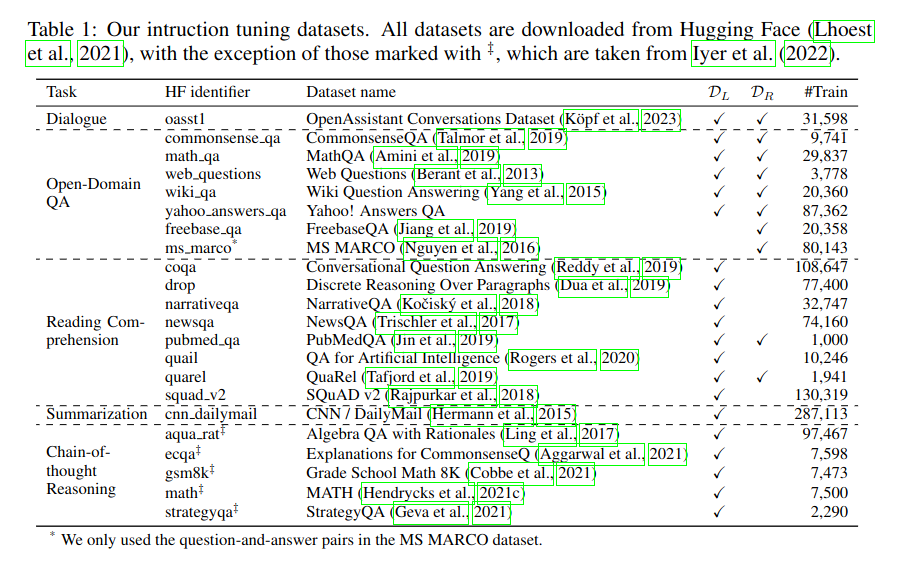 Table 1: Our intruction tuning datasets. All datasets are downloaded from Hugging Face (Lhoest
et al., 2021), with the exception of those marked with ‡, which are taken from Iyer et al. (2022).
Task HF identifier Dataset name 𝒟L 𝒟R #Train
Dialogue oasst1 OpenAssistant Conversations Dataset (Köpf et al., 2023) ✓ ✓ 31,598
commonsense_qa CommonsenseQA (Talmor et al., 2019) ✓ ✓ 9,741
math_qa MathQA (Amini et al., 2019) ✓ ✓ 29,837
web_questions Web Questions (Berant et al., 2013) ✓ ✓ 3,778
Open-Domain
QA
wiki_qa Wiki Question Answering (Yang et al., 2015) ✓ ✓ 20,360
yahoo_answers_qa Yahoo! Answers QA ✓ ✓ 87,362
freebase_qa FreebaseQA (Jiang et al., 2019) ✓ 20,358
ms_marco* MS MARCO (Nguyen et al., 2016) ✓ 80,143
coqa Conversational Question Answering (Reddy et al., 2019) ✓ 108,647
drop Discrete Reasoning Over Paragraphs (Dua et al., 2019) ✓ 77,400
narrativeqa NarrativeQA (Kočiský et al., 2018) ✓ 32,747
Reading Com-
prehension
newsqa NewsQA (Trischler et al., 2017) ✓ 74,160
pubmed_qa PubMedQA (Jin et al., 2019) ✓ ✓ 1,000
quail QA for Artificial Intelligence (Rogers et al., 2020) ✓ 10,246
quarel QuaRel (Tafjord et al., 2019) ✓ ✓ 1,941
squad_v2 SQuAD v2 (Rajpurkar et al., 2018) ✓ 130,319
Summarization cnn_dailymail CNN / DailyMail (Hermann et al., 2015) ✓ 287,113
aqua_rat‡ Algebra QA with Rationales (Ling et al., 2017) ✓ 97,467
Chain-of-
thought
Reasoning
ecqa‡ Explanations for CommonsenseQ (Aggarwal et al., 2021) ✓ 7,598
gsm8k‡ Grade School Math 8K (Cobbe et al., 2021) ✓ 7,473
math‡ MATH (Hendrycks et al., 2021c) ✓ 7,500
strategyqa‡ StrategyQA (Geva et al., 2021) ✓ 2,290
* We only used the question-and-answer pairs in the MS MARCO dataset.